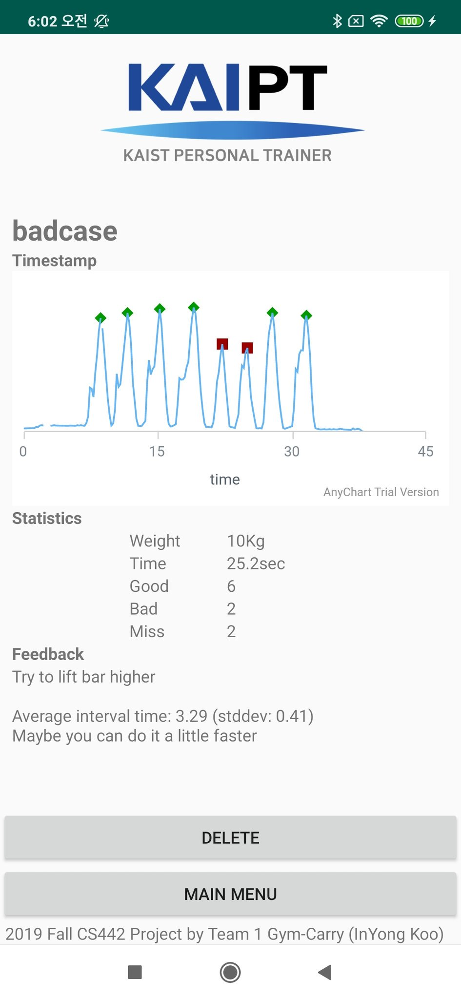 6:02 오전
100
KAIPT
KAIST PERSONAL TRAINER
badcase
Timestamp
0 15 30 45
time
AnyChart Trial Version
Statistics
Weight 10Kg
Time 25.2sec
Good 6
Bad 2
Miss 2
Feedback
Try to lift bar higher
Average interval time: 3.29 (stddev: 0.41)
Maybe you can do it a little faster
DELETE
MAIN MENU
2019 Fall CS442 Project by Team 1 Gym-Carry (InYong Koo)